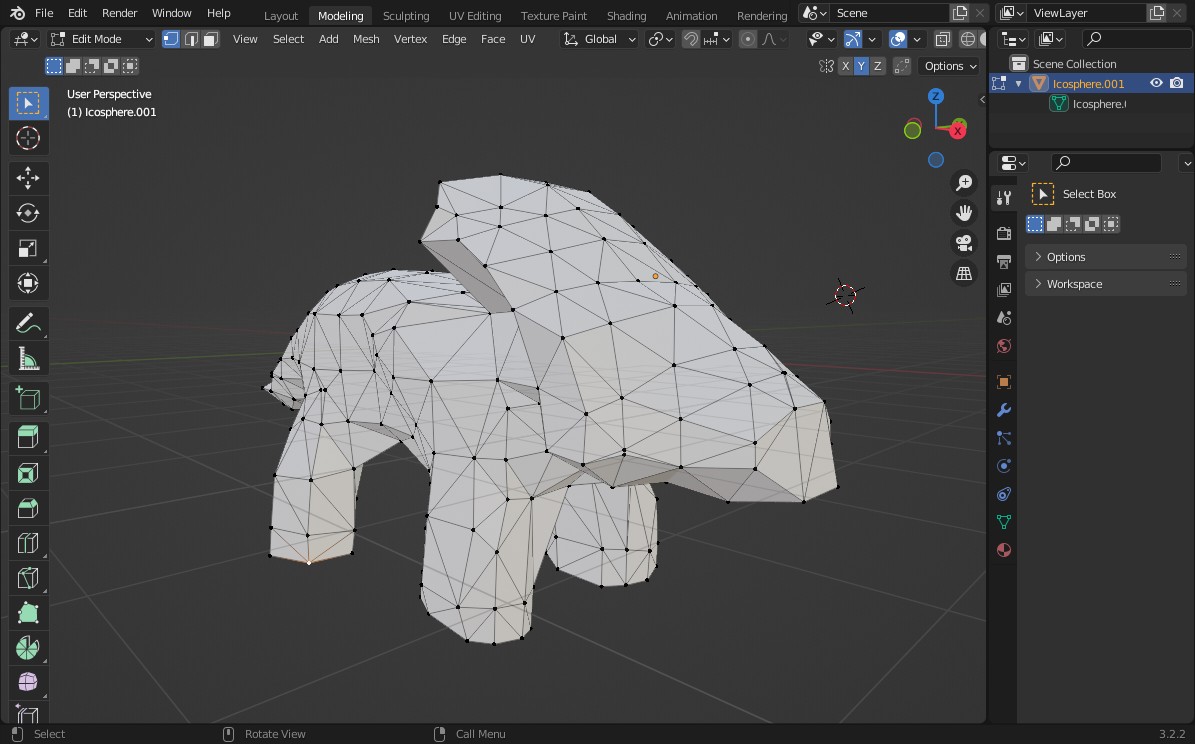 File Edit Render Window Help Layout Modeling Sculpting UV Editing Texture Paint Shading Animation Rendering Scene ViewLayer
Edit Mode View Select Add Mesh Vertex Edge Face UV Global
X Y Z Options
User Perspective
(1) Icosphere.001
Z
X
Scene Collection
Icosphere.001
Icosphere.
Select Box
Options
Workspace
Select Rotate View Call Menu 3.2.2